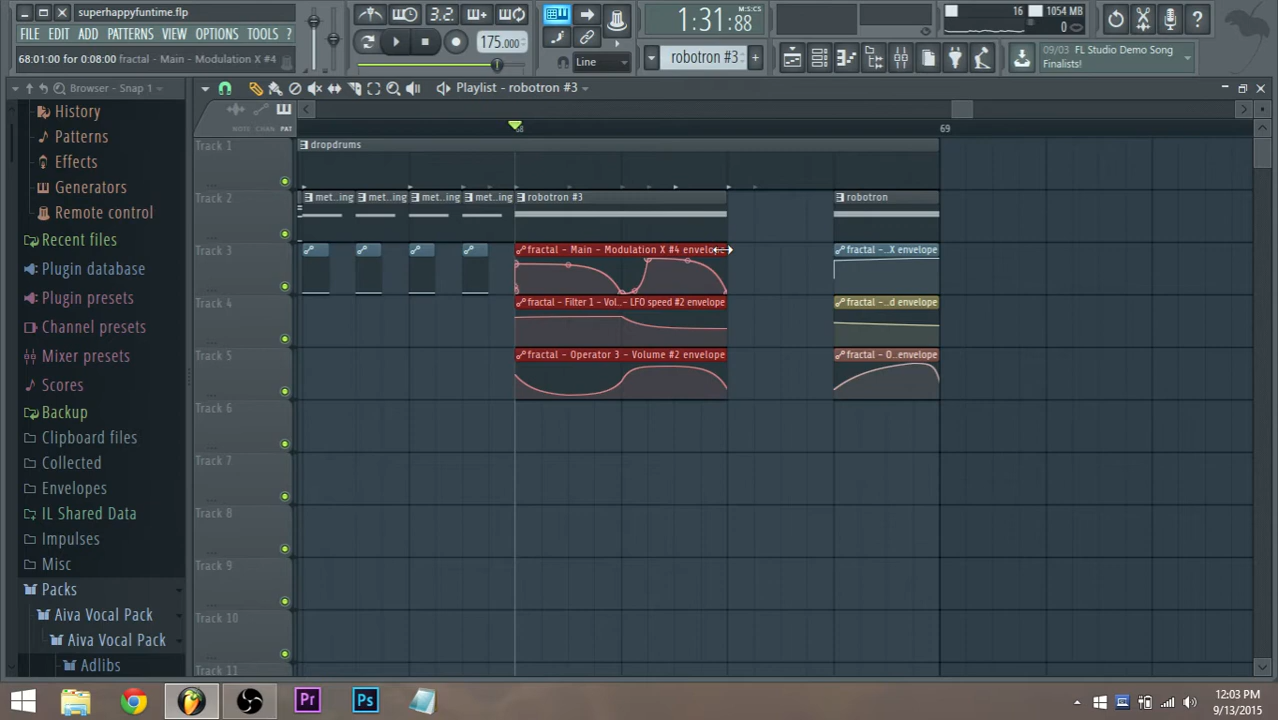 superhappyfuntime.flp
FILE EDIT ADD PATTERNS VIEW OPTIONS TOOLS ?
68:01:00 for 0:08:00 fractal - Main - Modulation X #4
3.2
175.000
Line
1:31:88
M:S:CS
robotron #3
16
1054 MB
0
09/03 FL Studio Demo Song
Finalists!
Browser - Snap 1
Playlist - robotron #3
NOTE CHAN PAT
69
History
Patterns
Effects
Generators
Remote control
Recent files
Plugin database
Plugin presets
Channel presets
Mixer presets
Scores
Backup
Clipboard files
Collected
Envelopes
IL Shared Data
Impulses
Misc
Packs
Aiva Vocal Pack
Aiva Vocal Pack
Adlibs
Track 1
dropdrums
Track 2
met...ing
met...ing
met...ing
met...ing
robotron #3
robotron
Track 3
fractal - Main - Modulation X #4 envelo
fractal - ..X envelope
Track 4
fractal - Filter 1 - Vol.. - LFO speed #2 envelope
fractal - ..d envelope
Track 5
fractal - Operator 3 - Volume #2 envelope
fractal - O..envelope
Track 6
Track 7
Track 8
Track 9
Track 10
Track 11
Pr
Ps
12:03 PM
9/13/2015